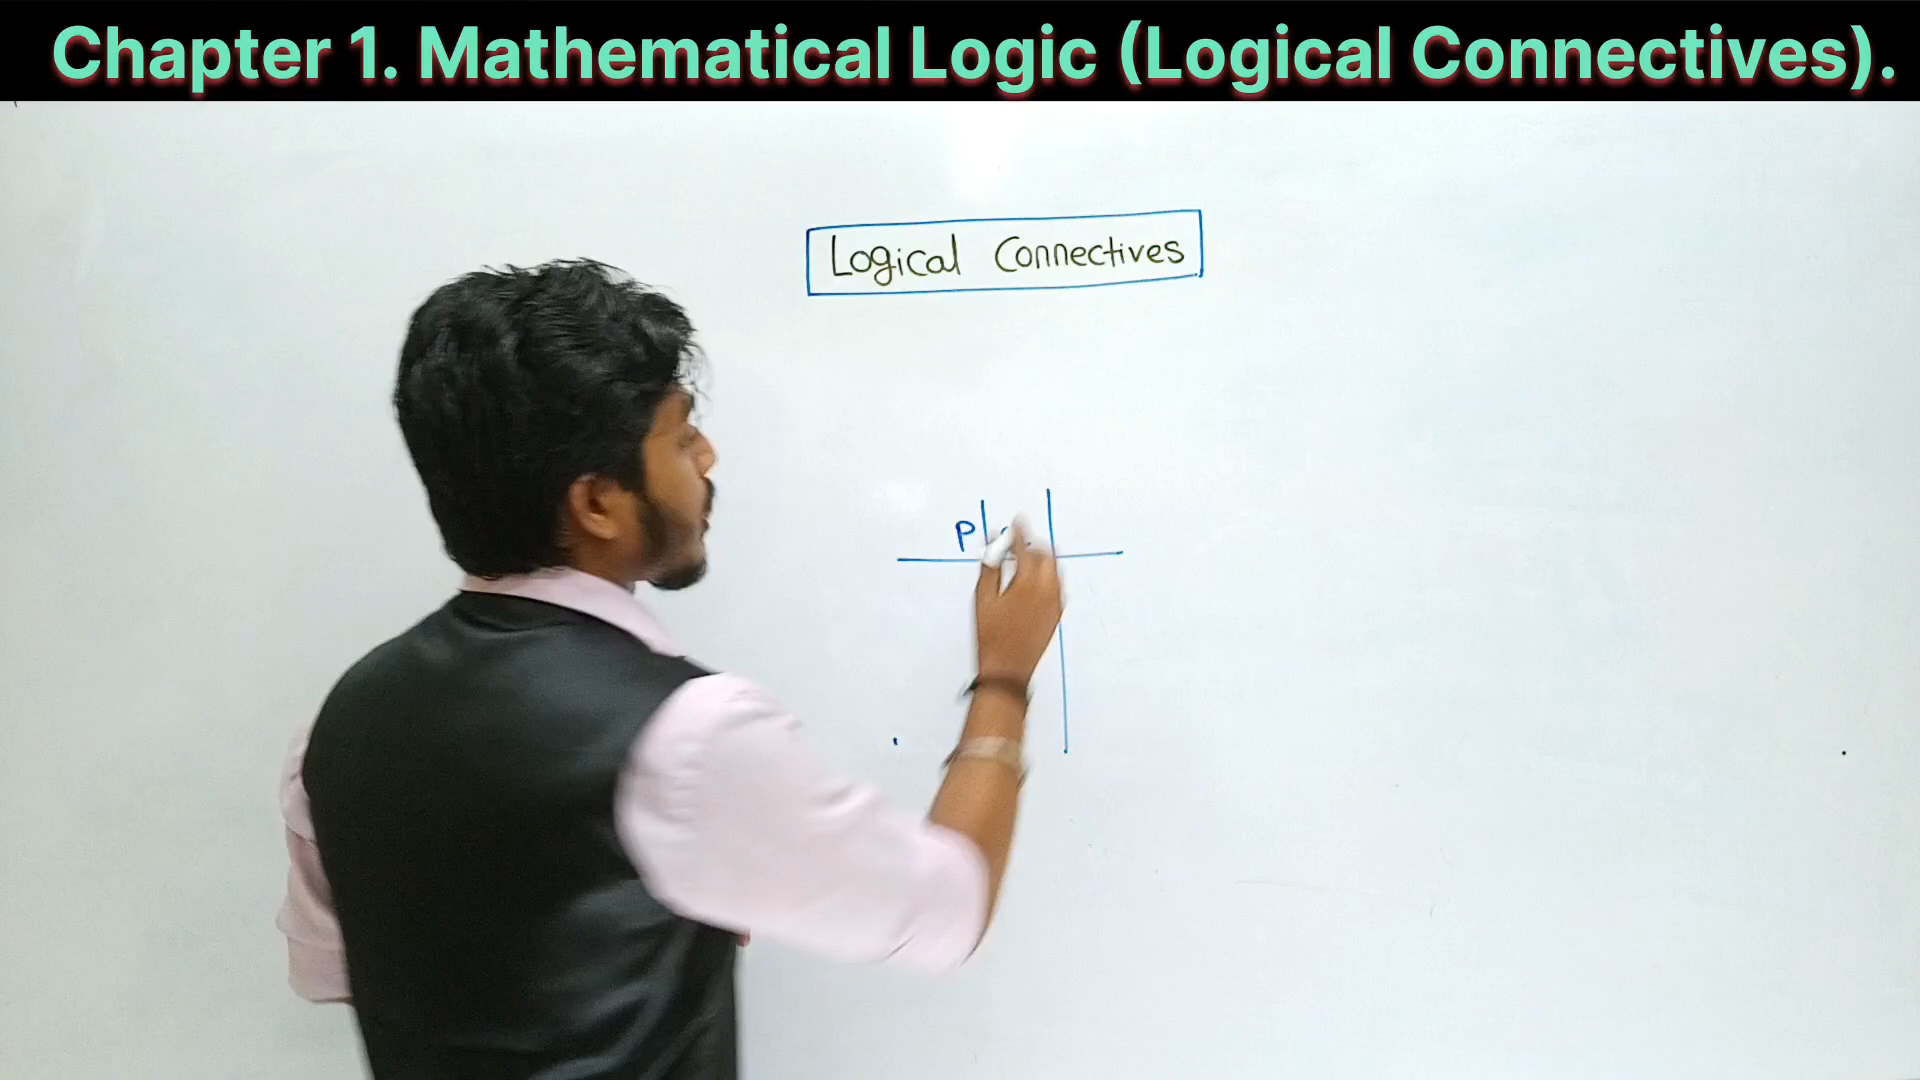 Chapter 1. Mathematical Logic (Logical Connectives).
Logical Connectives
P